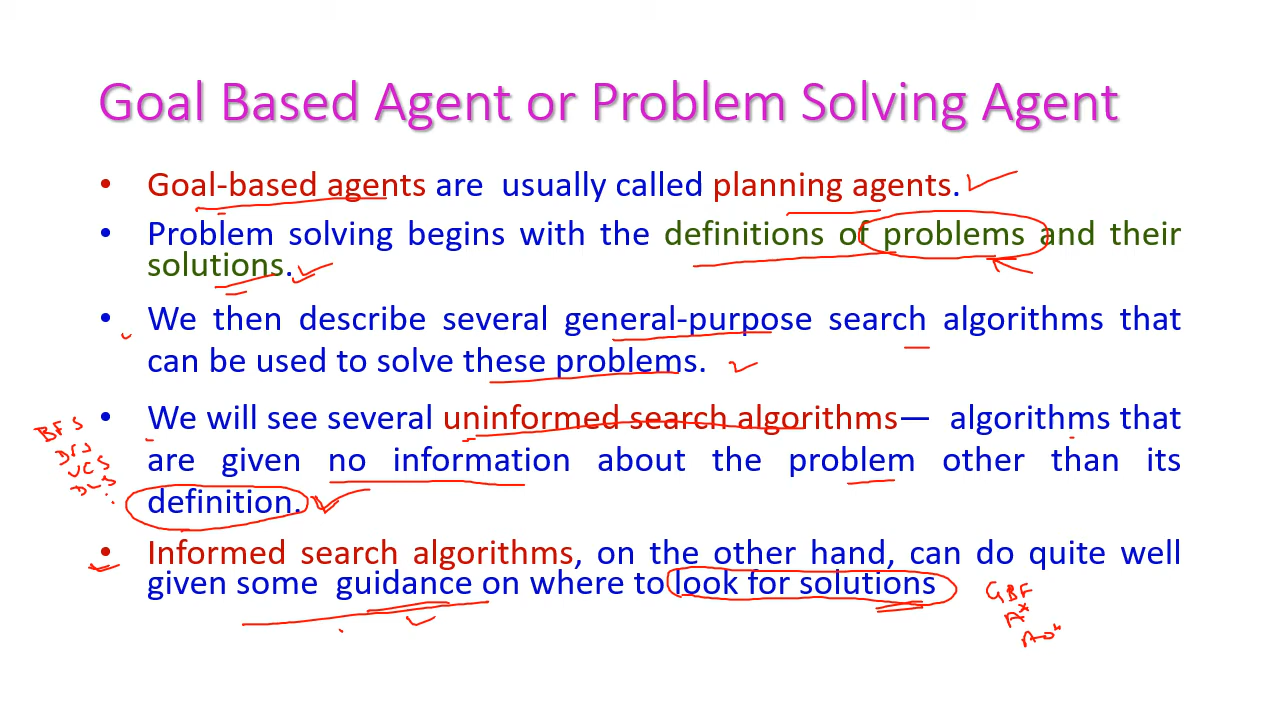 Goal Based Agent or Problem Solving Agent
• Goal-based agents are usually called planning agents.
• Problem solving begins with the definitions of problems and their
solutions.
• We then describe several general-purpose search algorithms that
can be used to solve these problems.
• We will see several uninformed search algorithms— algorithms that
BFS
DFS
are given no information about the problem other than its
UCS
DLS
definition.
• Informed search algorithms, on the other hand, can do quite well
given some guidance on where to look for solutions
GBF
A*
AO*